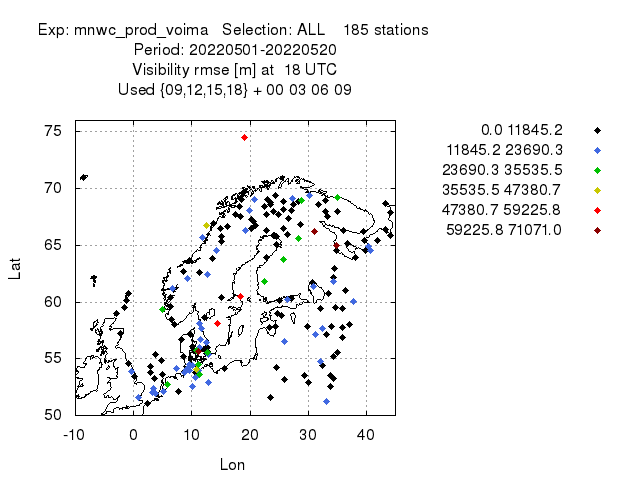 Exp: mnwc_prod_voima Selection: ALL 185 stations
Period: 20220501-20220520
Visibility rmse [m] at 18 UTC
Used {09,12,15,18} + 00 03 06 09
0.0 11845.2
11845.2 23690.3
23690.3 35535.5
35535.5 47380.7
47380.7 59225.8
59225.8 71071.0
75
70
65
60
55
50
Lat
-10 0 10 20 30 40
Lon